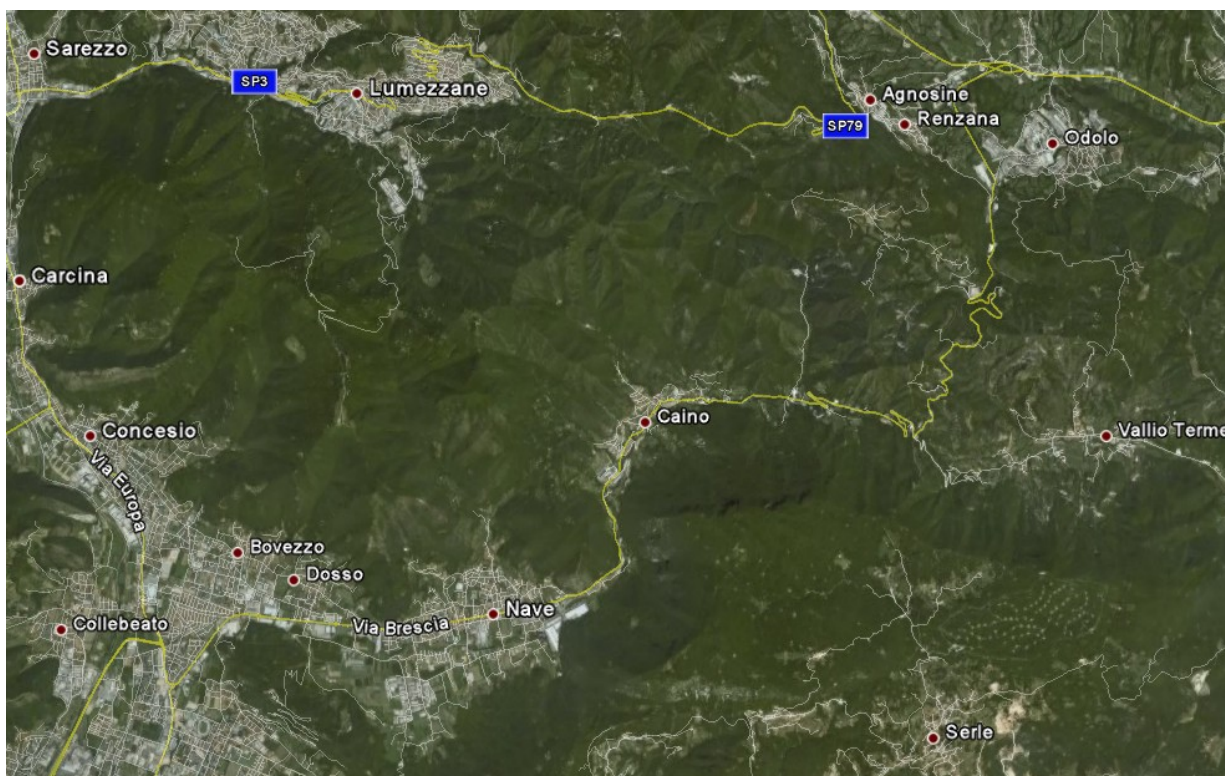 Sarezzo
SP3
Lumezzane
Agnosine
SP79
Renzana
Odolo
Carcina
Caino
Concesio
Vallio Terme
Via Europa
Bovezzo
Dosso
Nave
Via Brescia
Collebeato
Serle